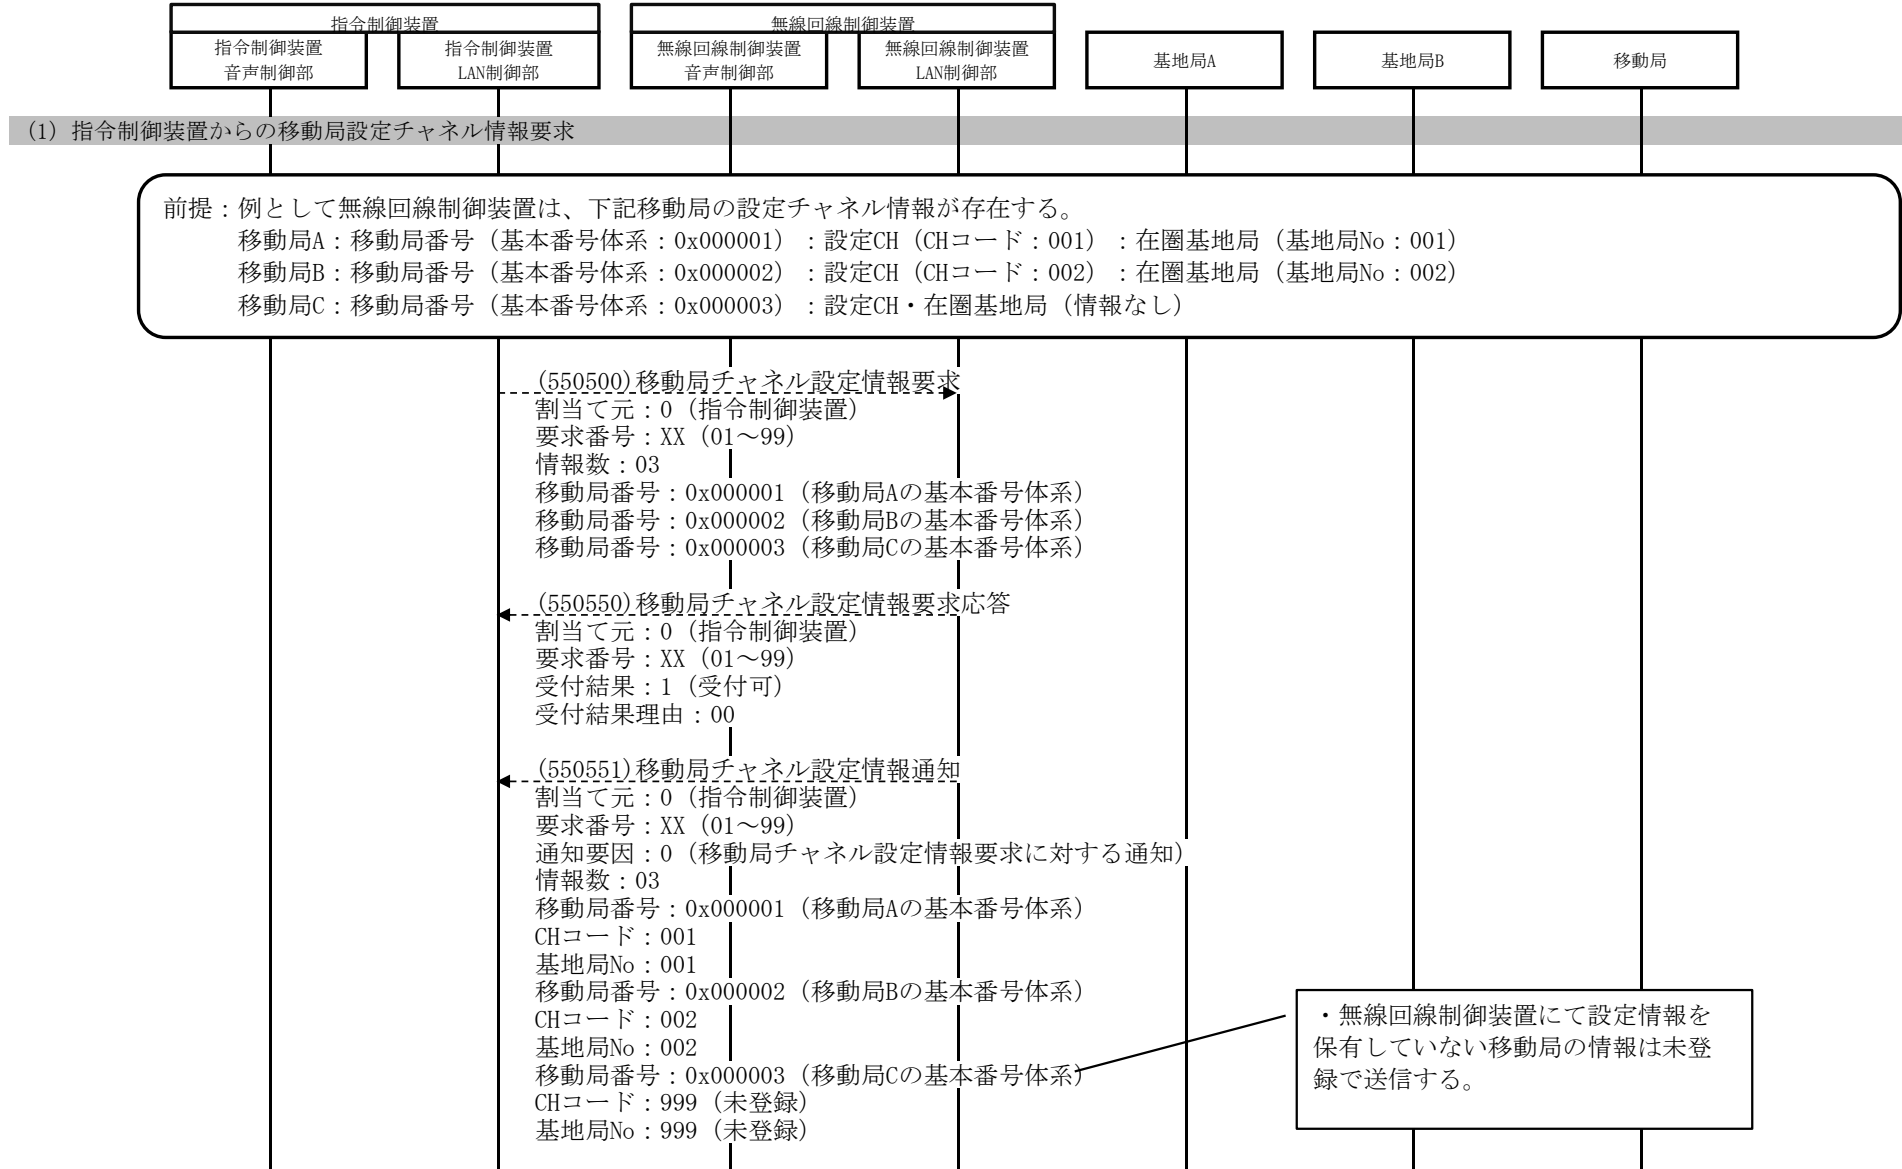 指令制御装置
無線回線制御装置
指令制御装置
音声制御部
指令制御装置
LAN制御部
無線回線制御装置
音声制御部
無線回線制御装置
LAN制御部
基地局A
基地局B
移動局
(1) 指令制御装置からの移動局設定チャネル情報要求
前提：例として無線回線制御装置は、下記移動局の設定チャネル情報が存在する。
移動局A：移動局番号（基本番号体系：0x000001）：設定CH（CHコード：001）：在圏基地局（基地局No：001）
移動局B：移動局番号（基本番号体系：0x000002）：設定CH（CHコード：002）：在圏基地局（基地局No：002）
移動局C：移動局番号（基本番号体系：0x000003）：設定CH・在圏基地局（情報なし）
(550500)移動局チャネル設定情報要求
割当て元：0（指令制御装置）
要求番号：XX（01～99）
情報数：03
移動局番号：0x000001（移動局Aの基本番号体系）
移動局番号：0x000002（移動局Bの基本番号体系）
移動局番号：0x000003（移動局Cの基本番号体系）
(550550)移動局チャネル設定情報要求応答
割当て元：0（指令制御装置）
要求番号：XX（01～99）
受付結果：1（受付可）
受付結果理由：00
(550551)移動局チャネル設定情報通知
割当て元：0（指令制御装置）
要求番号：XX（01～99）
通知要因：0（移動局チャネル設定情報要求に対する通知）
情報数：03
移動局番号：0x000001（移動局Aの基本番号体系）
CHコード：001
基地局No：001
移動局番号：0x000002（移動局Bの基本番号体系）
CHコード：002
基地局No：002
移動局番号：0x000003（移動局Cの基本番号体系）
CHコード：999（未登録）
基地局No：999（未登録）
・無線回線制御装置にて設定情報を
保有していない移動局の情報は未登
録で送信する。